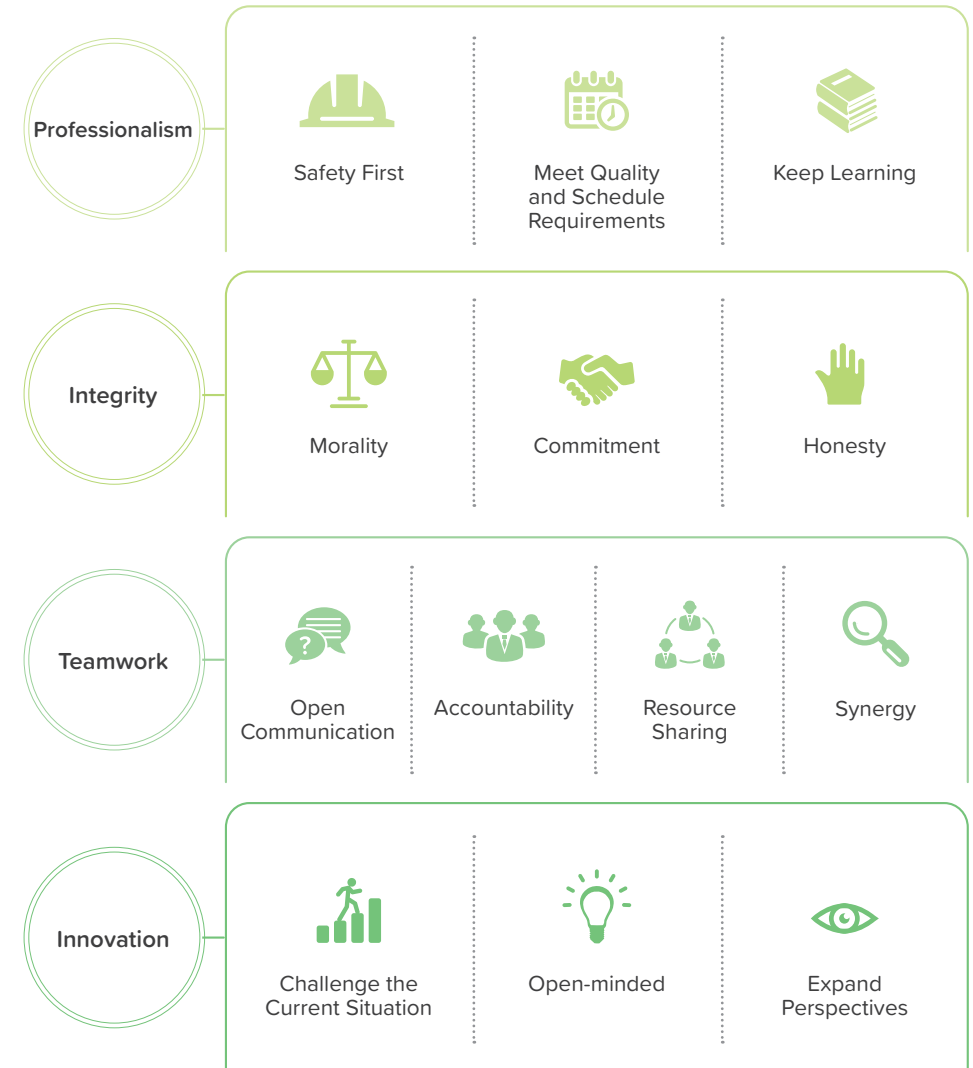 Professionalism
Safety First
Meet Quality
and Schedule
Requirements
Keep Learning
Integrity
Morality
Commitment
Honesty
Teamwork
?
Open
Communication
Accountability
Resource
Sharing
Synergy
Innovation
Challenge the
Current Situation
Open-minded
Expand
Perspectives